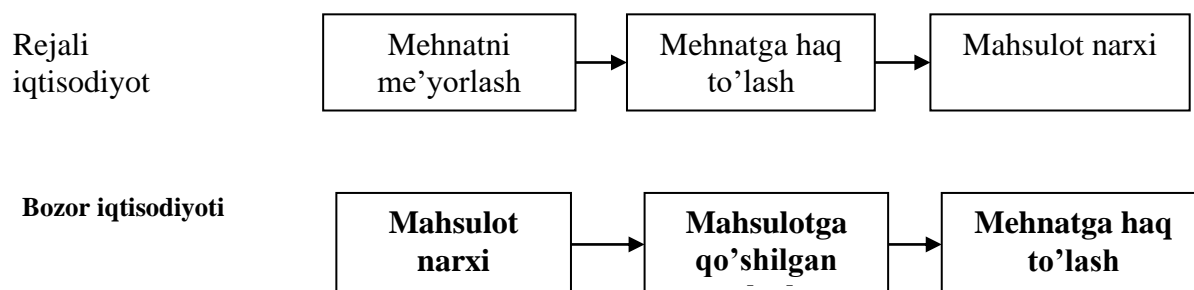 Rejali
iqtisodiyot
Mehnatni
me’yorlash
Mehnatga haq
to’lash
Mahsulot narxi
Bozor iqtisodiyoti
Mahsulot
narxi
Mahsulotga
qo’shilgan
Mehnatga haq
to’lash